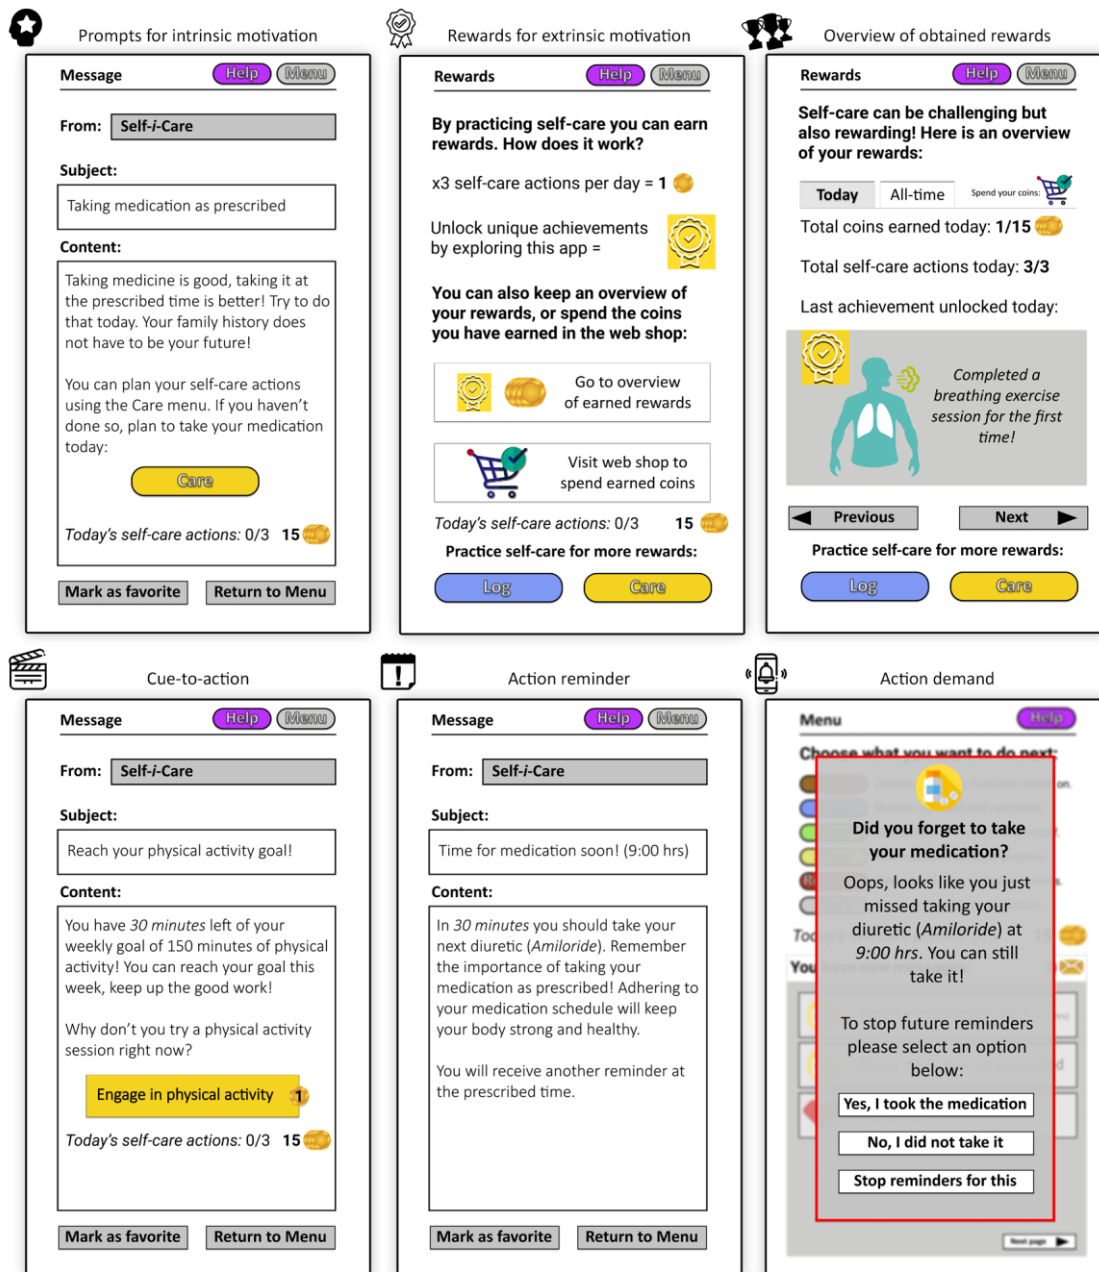 Prompts for intrinsic motivation
Message
Help
Menu
From: Self-i-Care
Subject:
Taking medication as prescribed
Content:
Taking medicine is good, taking it at
the prescribed time is better! Try to do
that today. Your family history does
not have to be your future!
You can plan your self-care actions
using the Care menu. If you haven't
done so, plan to take your medication
today:
Care
Today's self-care actions: 0/3 15
Mark as favorite
Return to Menu
Rewards for extrinsic motivation
Rewards
Help
Menu
By practicing self-care you can earn
rewards. How does it work?
x3 self-care actions per day = 1
Unlock unique achievements
by exploring this app =
You can also keep an overview of
your rewards, or spend the coins
you have earned in the web shop:
Go to overview
of earned rewards
Visit web shop to
spend earned coins
Today's self-care actions: 0/3 15
Practice self-care for more rewards:
Log
Care
Overview of obtained rewards
Rewards
Help
Menu
Self-care can be challenging but
also rewarding! Here is an overview
of your rewards:
Today
All-time
Spend your coins:
Total coins earned today: 1/15
Total self-care actions today: 3/3
Last achievement unlocked today:
Completed a
breathing exercise
session for the first
time!
Previous
Next
Practice self-care for more rewards:
Log
Care
Cue-to-action
Message
Help
Menu
From: Self-i-Care
Subject:
Reach your physical activity goal!
Content:
You have 30 minutes left of your
weekly goal of 150 minutes of physical
activity! You can reach your goal this
week, keep up the good work!
Why don't you try a physical activity
session right now?
Engage in physical activity 1
Today's self-care actions: 0/3 15
Mark as favorite
Return to Menu
Action reminder
Message
Help
Menu
From: Self-i-Care
Subject:
Time for medication soon! (9:00 hrs)
Content:
In 30 minutes you should take your
next diuretic (Amiloride). Remember
the importance of taking your
medication as prescribed! Adhering to
your medication schedule will keep
your body strong and healthy.
You will receive another reminder at
the prescribed time.
Mark as favorite
Return to Menu
Action demand
Menu
Help
Choose what you want to do next:
Did you forget to take
your medication?
Oops, looks like you just
missed taking your
diuretic (Amiloride) at
9:00 hrs. You can still
take it!
To stop future reminders
please select an option
below:
Yes, I took the medication
No, I did not take it
Stop reminders for this
Next page